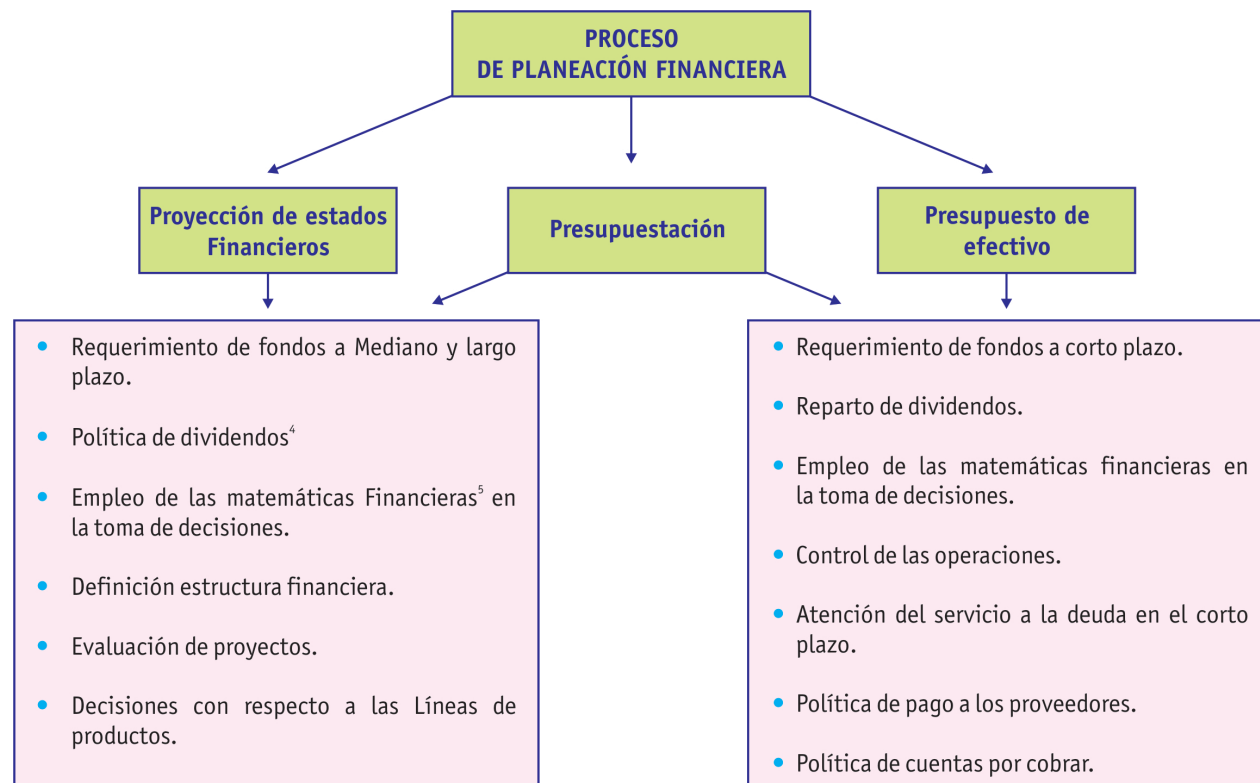 PROCESO
DE PLANEACIÓN FINANCIERA
Proyección de estados
Financieros
Presupuestación
Presupuesto de
efectivo
• Requerimiento de fondos a Mediano y largo
plazo.
• Política de dividendos⁴
• Empleo de las matemáticas Financieras⁵ en
la toma de decisiones.
• Definición estructura financiera.
• Evaluación de proyectos.
• Decisiones con respecto a las Líneas de
productos.
• Requerimiento de fondos a corto plazo.
• Reparto de dividendos.
• Empleo de las matemáticas financieras en
la toma de decisiones.
• Control de las operaciones.
• Atención del servicio a la deuda en el corto
plazo.
• Política de pago a los proveedores.
• Política de cuentas por cobrar.